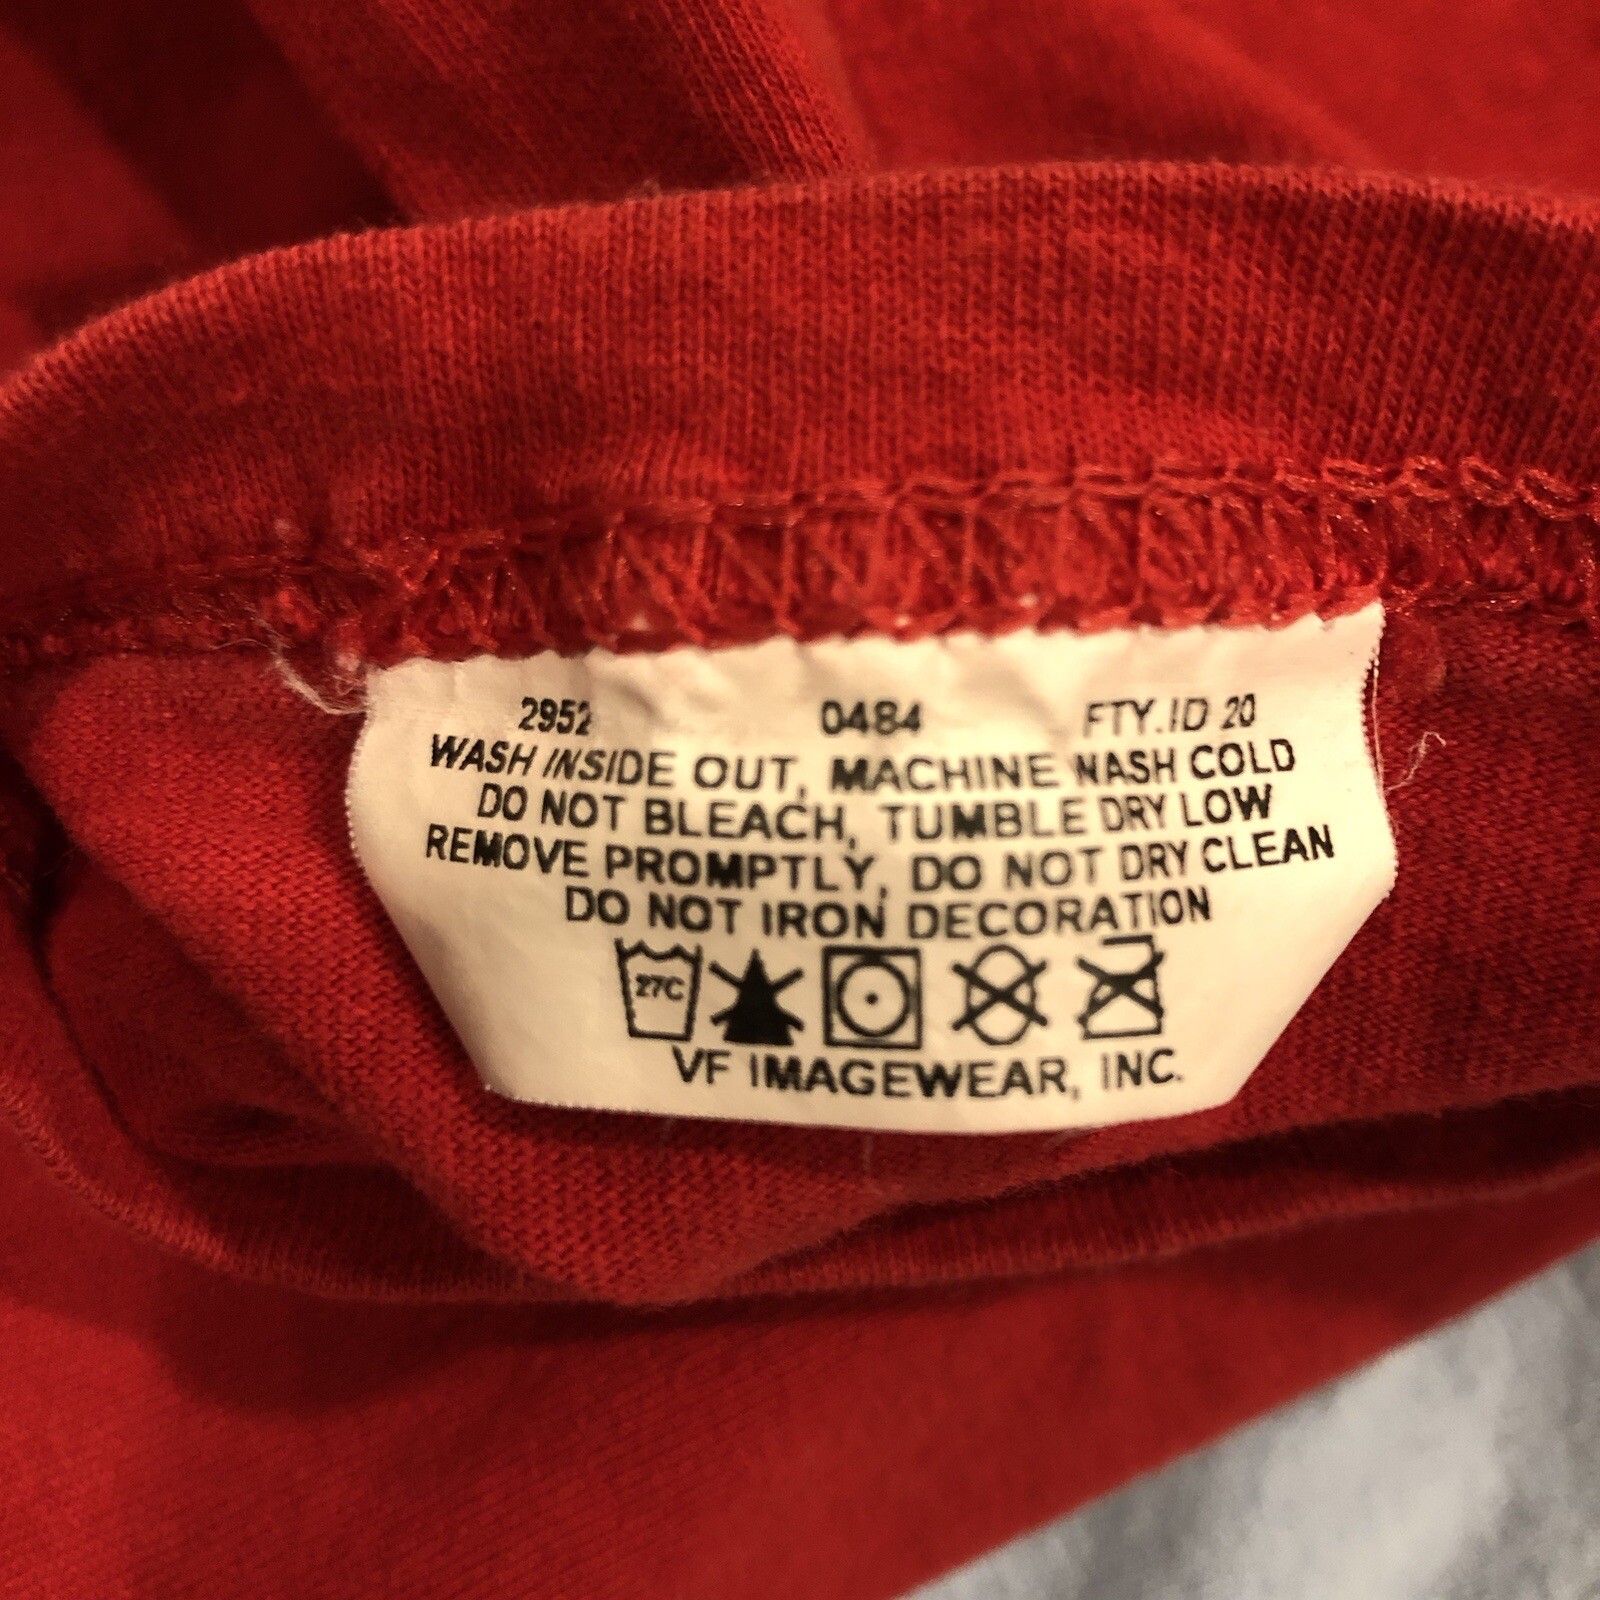 2952 0484 FTY.ID 20
WASH INSIDE OUT, MACHINE WASH COLD
DO NOT BLEACH, TUMBLE DRY LOW
REMOVE PROMPTLY, DO NOT DRY CLEAN
DO NOT IRON DECORATION
27C
VF IMAGEWEAR, INC.